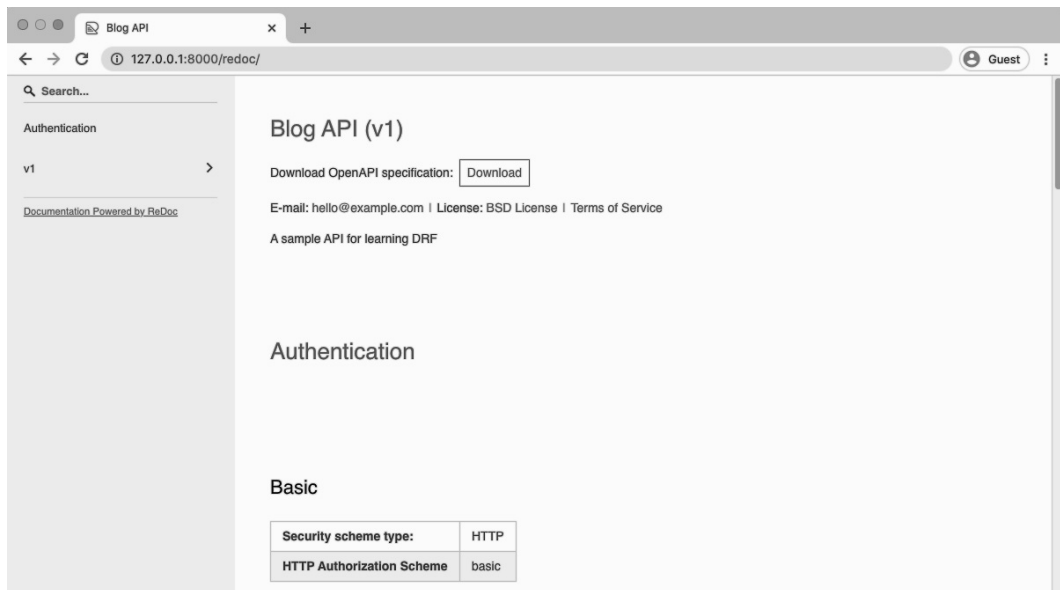 Blog API
127.0.0.1:8000/redoc/
Guest
Search...
Authentication
v1
Documentation Powered by ReDoc
Blog API (v1)
Download OpenAPI specification: Download
E-mail: hello@example.com | License: BSD License | Terms of Service
A sample API for learning DRF
Authentication
Basic
Security scheme type: HTTP
HTTP Authorization Scheme basic